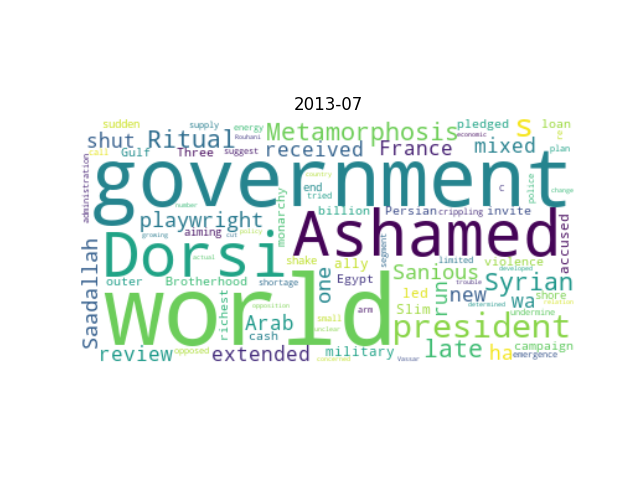 2013-07
sudden supply energy Metamorphosis pledged s loan
shut Ritual Rouhani economic mixed
call Gulf Three suggest received France plan
administration government police
number country tried end c change
playwright monarchy billion Persian crippling invite
growing aiming policy Ashamed accused
Saadallah Dorsi shake ally segment limited violence developed
actual outer Brotherhood shortage one Egypt Sanious trouble Syrian
richest world small arm led run new wa shore
Arab opposition Slim determined relation
cash unclear president undermine
review opposed extended military late ha campaign
concerned Vassar emergence
cut